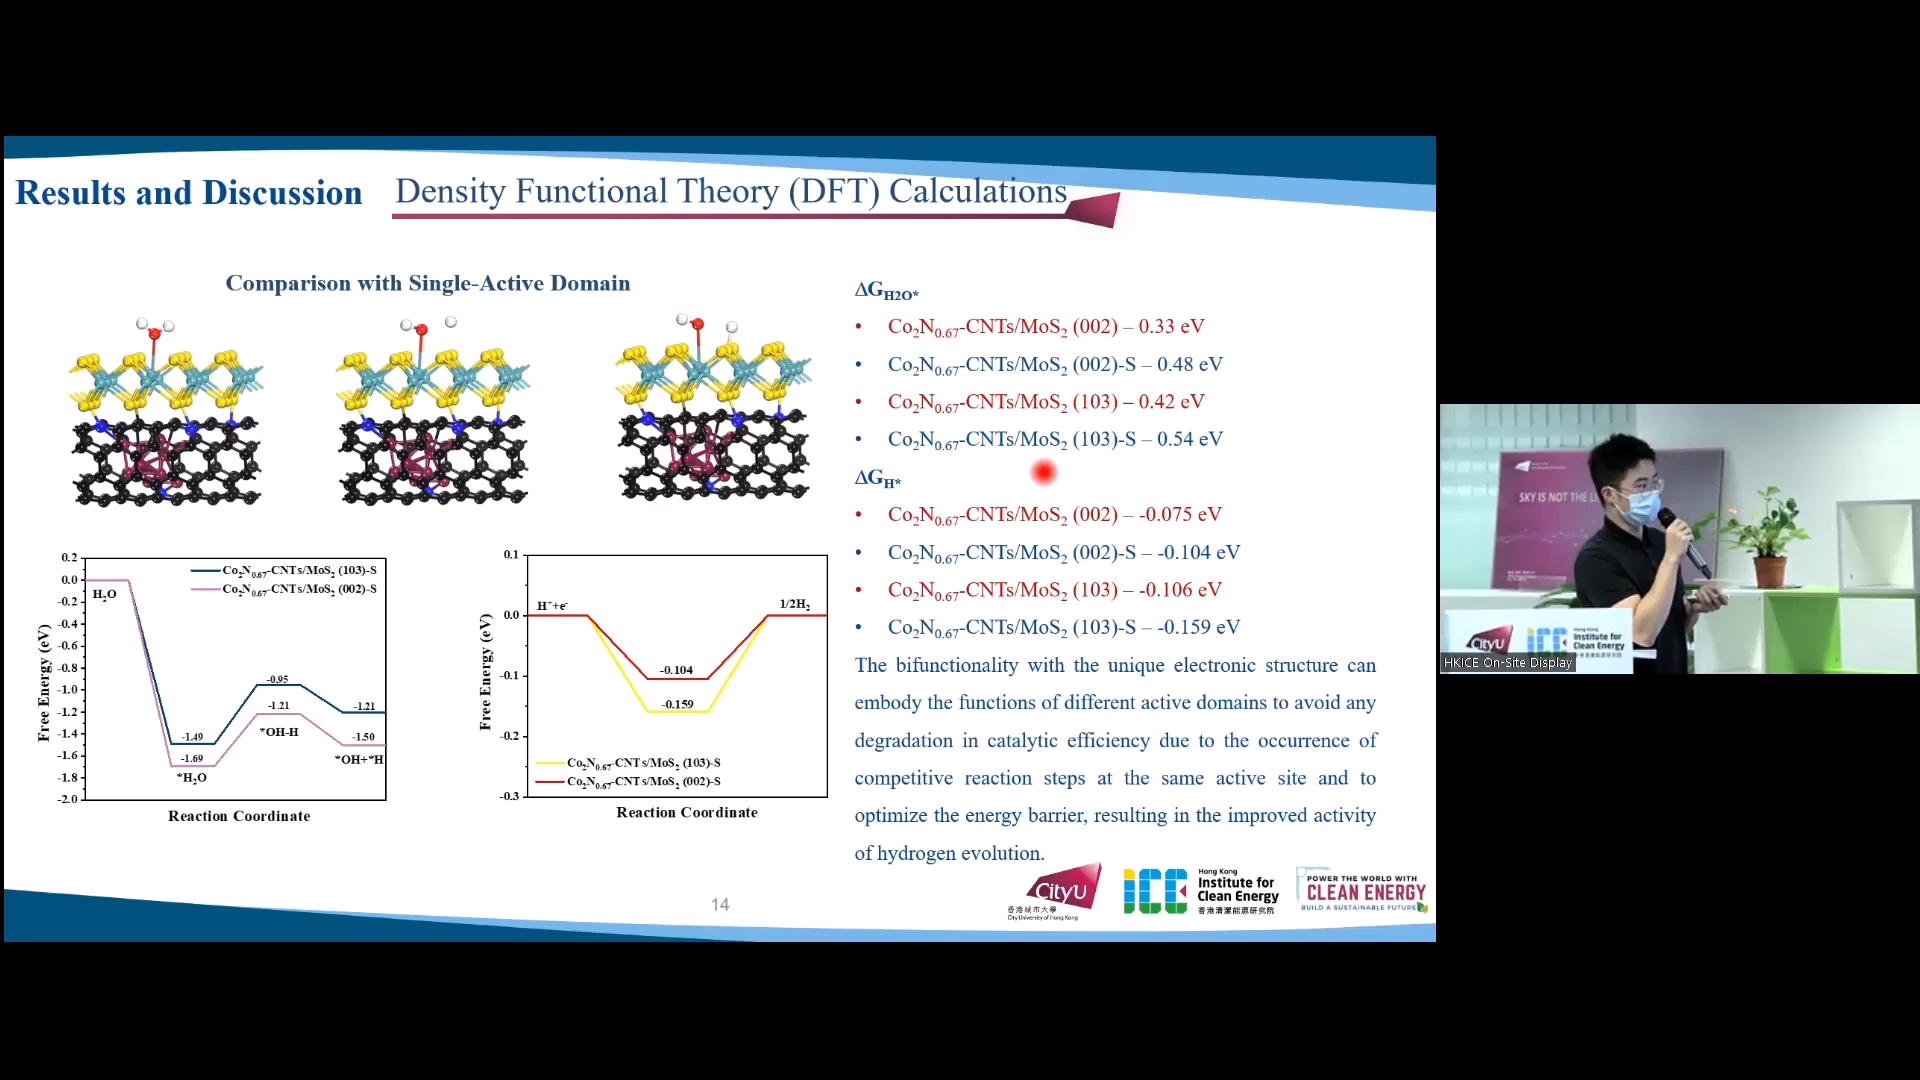 Results and Discussion
Density Functional Theory (DFT) Calculations
Comparison with Single-Active Domain
0.2
0.0
-0.2
-0.4
-0.6
-0.8
-1.0
-1.2
-1.4
-1.6
-1.8
-2.0
Free Energy (eV)
Co2N0.67-CNTs/MoS2 (103)-S
Co2N0.67-CNTs/MoS2 (002)-S
H2O
-0.95
-1.21
-1.21
*OH-H
-1.49
-1.50
-1.69
*OH+*H
*H2O
Reaction Coordinate
0.1
0.0
-0.1
-0.2
-0.3
Free Energy (eV)
H++e-
1/2H2
-0.104
-0.159
Co2N0.67-CNTs/MoS2 (103)-S
Co2N0.67-CNTs/MoS2 (002)-S
Reaction Coordinate
ΔGH2O*
• Co2N0.67-CNTs/MoS2 (002) – 0.33 eV
• Co2N0.67-CNTs/MoS2 (002)-S – 0.48 eV
• Co2N0.67-CNTs/MoS2 (103) – 0.42 eV
• Co2N0.67-CNTs/MoS2 (103)-S – 0.54 eV
ΔGH*
• Co2N0.67-CNTs/MoS2 (002) – -0.075 eV
• Co2N0.67-CNTs/MoS2 (002)-S – -0.104 eV
• Co2N0.67-CNTs/MoS2 (103) – -0.106 eV
• Co2N0.67-CNTs/MoS2 (103)-S – -0.159 eV
The bifunctionality with the unique electronic structure can
embody the functions of different active domains to avoid any
degradation in catalytic efficiency due to the occurrence of
competitive reaction steps at the same active site and to
optimize the energy barrier, resulting in the improved activity
of hydrogen evolution.
14
CityU
香港城市大學
City University of Hong Kong
ICE
Hong Kong
Institute for
Clean Energy
香港清潔能源研究院
POWER THE WORLD WITH
CLEAN ENERGY
BUILD A SUSTAINABLE FUTURE
SKY IS NOT THE
CityU
ICE
Hong Kong
Institute for
Clean Energy
HKICE On-Site Display